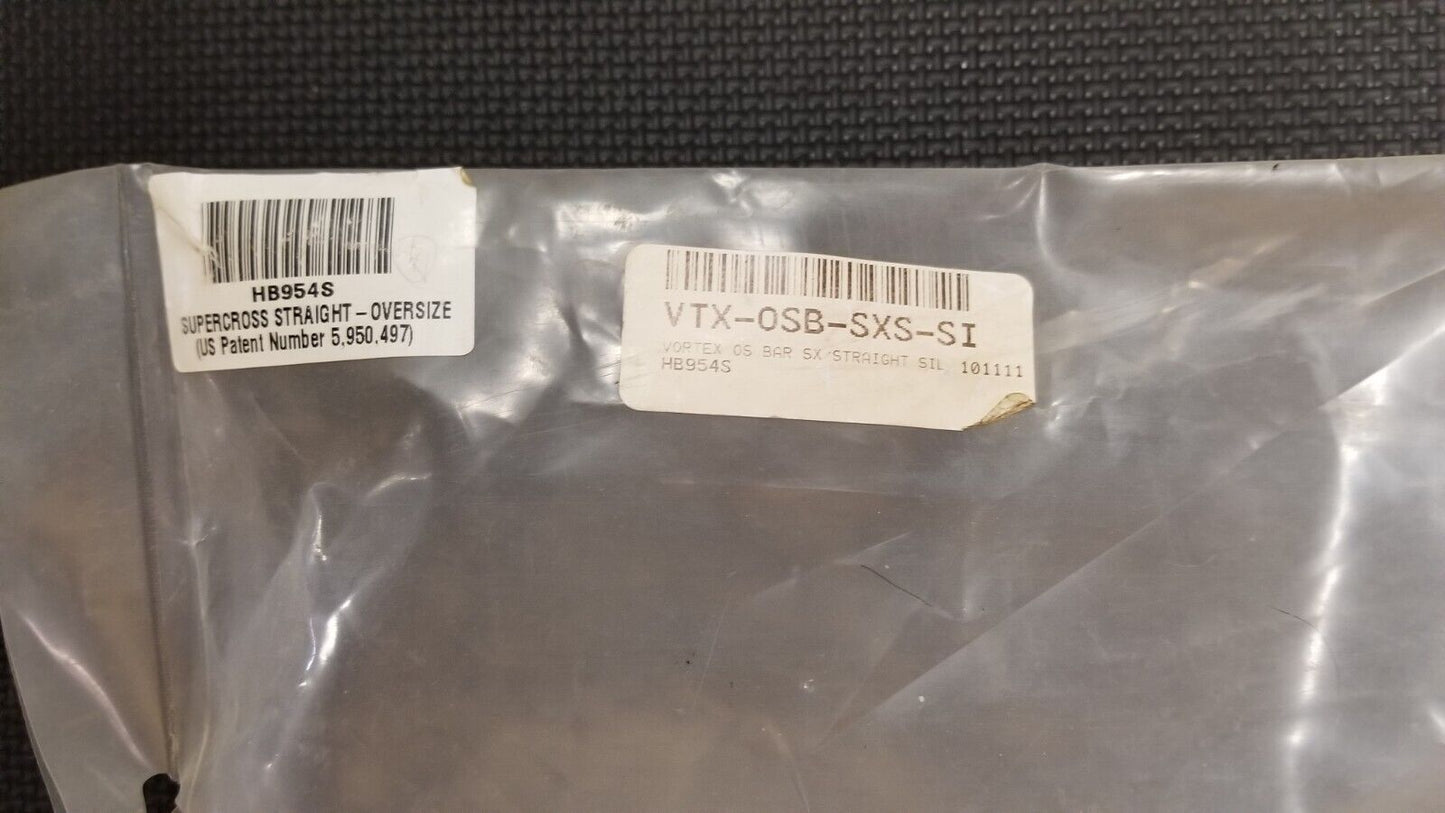 HB954S
SUPERCROSS STRAIGHT-OVERSIZE
(US Patent Number 5,950,497)
VTX-OSB-SXS-SI
VORTEX OS BAR SX STRAIGHT SIL 101111
HB954S